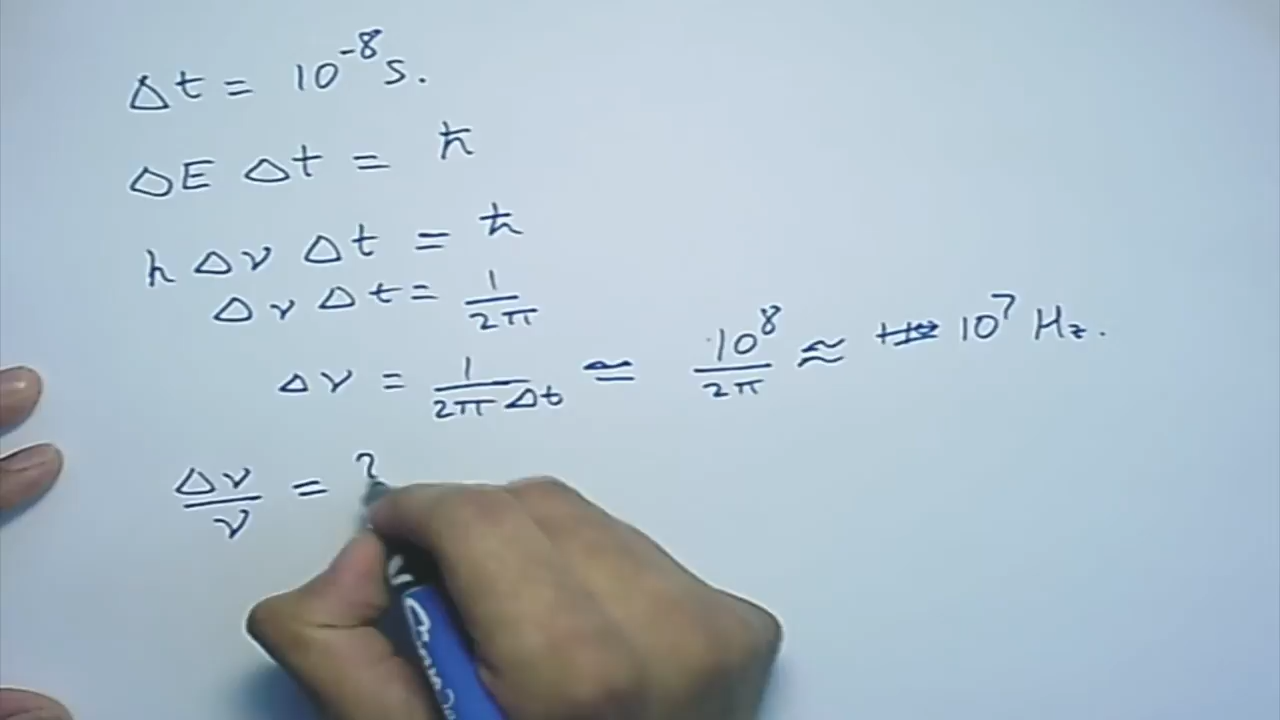 Δt = 10⁻⁸ s.
ΔE Δt = ℏ
h Δν Δt = ℏ
Δν Δt = 1/2π
Δν = 1/2πΔt ≃ 10⁸/2π ≈ 10⁷ Hz.
Δν/ν = ?